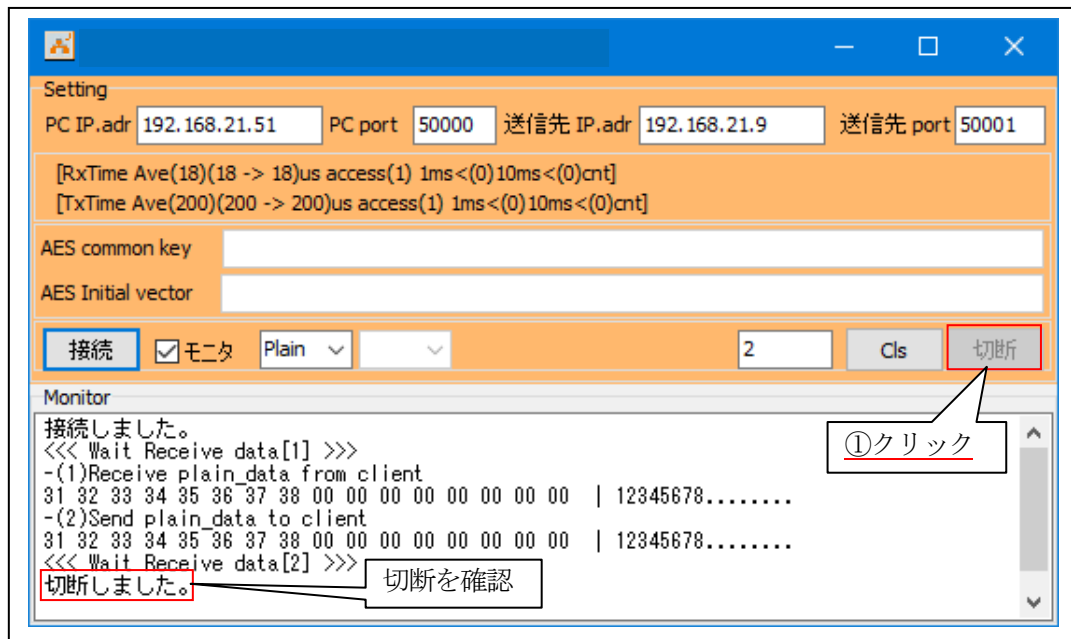 Setting
PC IP.adr 192.168.21.51 PC port 50000 送信先 IP.adr 192.168.21.9 送信先 port 50001
[RxTime Ave(18)(18 -> 18)us access(1) 1ms<(0)10ms<(0)cnt]
[TxTime Ave(200)(200 -> 200)us access(1) 1ms<(0)10ms<(0)cnt]
AES common key
AES Initial vector
接続 モニタ Plain 2 Cls 切断
Monitor
接続しました。
<<< Wait Receive data[1] >>>
-(1)Receive plain_data from client
31 32 33 34 35 36 37 38 00 00 00 00 00 00 00 00 | 12345678........
-(2)Send plain_data to client
31 32 33 34 35 36 37 38 00 00 00 00 00 00 00 00 | 12345678........
<<< Wait Receive data[2] >>>
切断しました。
①クリック
切断を確認